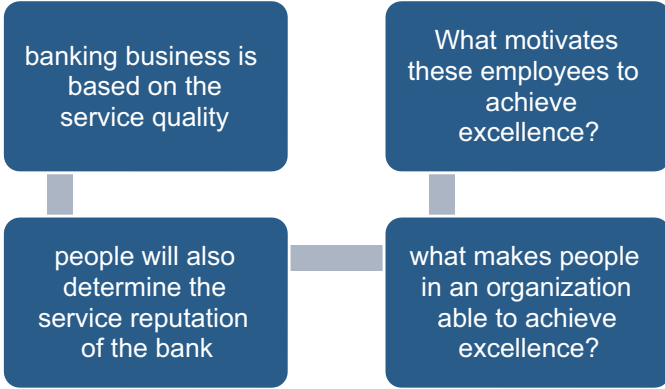 banking business is
based on the
service quality
people will also
determine the
service reputation
of the bank
what makes people
in an organization
able to achieve
excellence?
What motivates
these employees to
achieve
excellence?